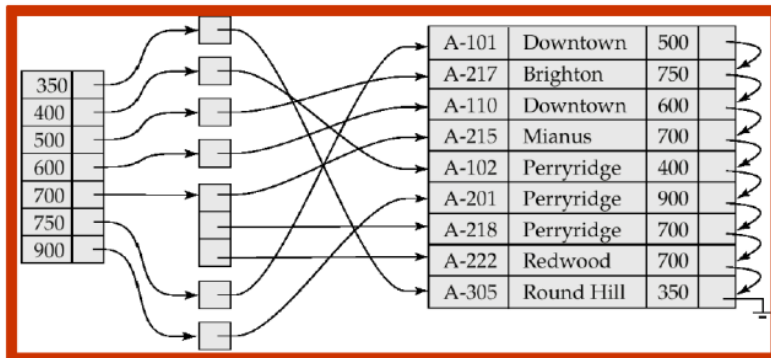 350
400
500
600
700
750
900
A-101 Downtown 500
A-217 Brighton 750
A-110 Downtown 600
A-215 Mianus 700
A-102 Perryridge 400
A-201 Perryridge 900
A-218 Perryridge 700
A-222 Redwood 700
A-305 Round Hill 350